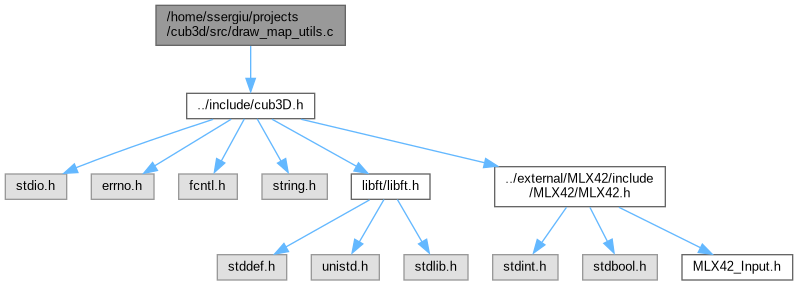 /home/ssergiu/projects
/cub3d/src/draw_map_utils.c
../include/cub3D.h
stdio.h
errno.h
fcntl.h
string.h
libft/libft.h
../external/MLX42/include
/MLX42/MLX42.h
stddef.h
unistd.h
stdlib.h
stdint.h
stdbool.h
MLX42_Input.h